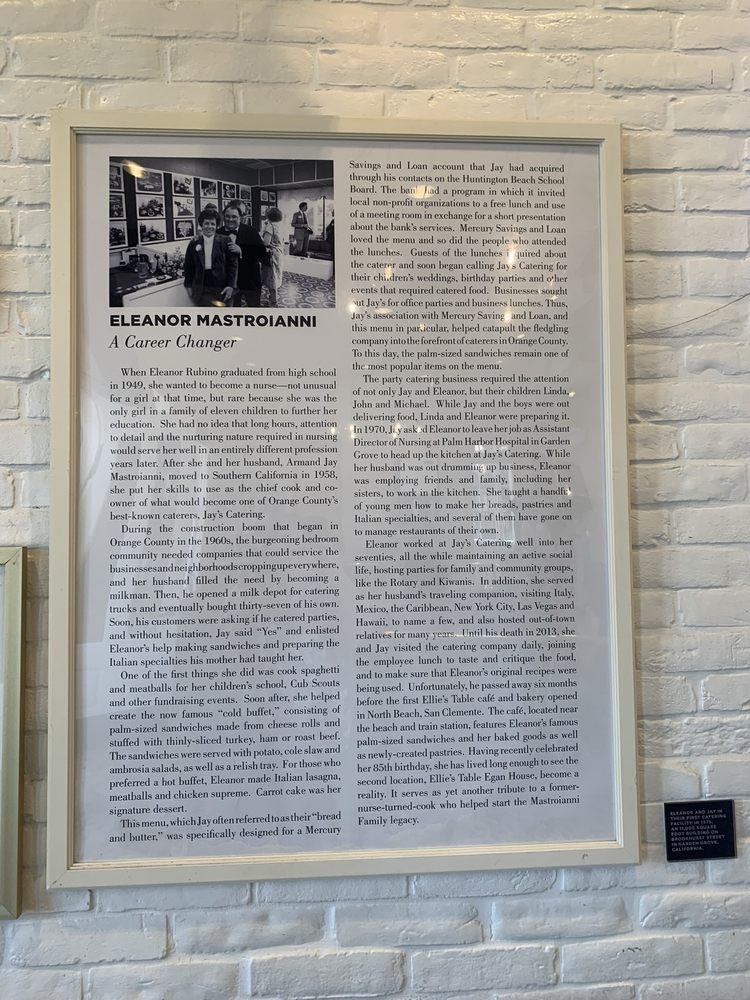 ELEANOR MASTROIANNI
A Career Changer
When Eleanor Rubino graduated from high school
in 1949, she wanted to become a nurse—not unusual
for a girl at that time, but rare because she was the
only girl in a family of eleven children to further her
education. She had no idea that long hours, attention
to detail and the nurturing nature required in nursing
would serve her well in an entirely different profession
years later. After she and her husband, Armand Jay
Mastroianni, moved to Southern California in 1958,
she put her skills to use as the chief cook and co-
owner of what would become one of Orange County's
best-known caterers, Jay's Catering.
During the construction boom that began in
Orange County in the 1960s, the burgeoning bedroom
community needed companies that could service the
businesses and neighborhoods cropping up everywhere,
and her husband filled the need by becoming a
milkman. Then, he opened a milk depot for catering
trucks and eventually bought thirty-seven of his own.
Soon, his customers were asking if he catered parties,
and without hesitation, Jay said "Yes" and enlisted
Eleanor's help making sandwiches and preparing the
Italian specialties his mother had taught her.
One of the first things she did was cook spaghetti
and meatballs for her children's school, Cub Scouts
and other fundraising events. Soon after, she helped
create the now famous "cold buffet," consisting of
palm-sized sandwiches made from cheese rolls and
stuffed with thinly-sliced turkey, ham or roast beef.
The sandwiches were served with potato, cole slaw and
ambrosia salads, as well as a relish tray. For those who
preferred a hot buffet, Eleanor made Italian lasagna,
meatballs and chicken supreme. Carrot cake was her
signature dessert.
This menu, which Jay often referred to as their "bread
and butter," was specifically designed for a Mercury
Savings and Loan account that Jay had acquired
through his contacts on the Huntington Beach School
Board. The bank had a program in which it invited
local non-profit organizations to a free lunch and use
of a meeting room in exchange for a short presentation
about the bank's services. Mercury Savings and Loan
loved the menu and so did the people who attended
the lunches. Guests of the lunches inquired about
the caterer and soon began calling Jay's Catering for
their children's weddings, birthday parties and other
events that required catered food. Businesses sought
out Jay's for office parties and business lunches. Thus,
Jay's association with Mercury Savings and Loan, and
this menu in particular, helped catapult the fledgling
company into the forefront of caterers in Orange County.
To this day, the palm-sized sandwiches remain one of
the most popular items on the menu.
The party catering business required the attention
of not only Jay and Eleanor, but their children Linda,
John and Michael. While Jay and the boys were out
delivering food, Linda and Eleanor were preparing it.
In 1970, Jay asked Eleanor to leave her job as Assistant
Director of Nursing at Palm Harbor Hospital in Garden
Grove to head up the kitchen at Jay's Catering. While
her husband was out drumming up business, Eleanor
was employing friends and family, including her
sisters, to work in the kitchen. She taught a handful
of young men how to make her breads, pastries and
Italian specialties, and several of them have gone on
to manage restaurants of their own.
Eleanor worked at Jay's Catering well into her
seventies, all the while maintaining an active social
life, hosting parties for family and community groups,
like the Rotary and Kiwanis. In addition, she served
as her husband's traveling companion, visiting Italy,
Mexico, the Caribbean, New York City, Las Vegas and
Hawaii, to name a few, and also hosted out-of-town
relatives for many years. Until his death in 2013, she
and Jay visited the catering company daily, joining
the employee lunch to taste and critique the food,
and to make sure that Eleanor's original recipes were
being used. Unfortunately, he passed away six months
before the first Ellie's Table café and bakery opened
in North Beach, San Clemente. The café, located near
the beach and train station, features Eleanor's famous
palm-sized sandwiches and her baked goods as well
as newly-created pastries. Having recently celebrated
her 85th birthday, she has lived long enough to see the
second location, Ellie's Table Egan House, become a
reality. It serves as yet another tribute to a former-
nurse-turned-cook who helped start the Mastroianni
Family legacy.
ELEANOR AND JAY IN
THEIR FIRST CATERING
FACILITY IN 1975,
AN 11,000 SQUARE
FOOT BUILDING ON
BROOKHURST STREET
IN GARDEN GROVE,
CALIFORNIA.